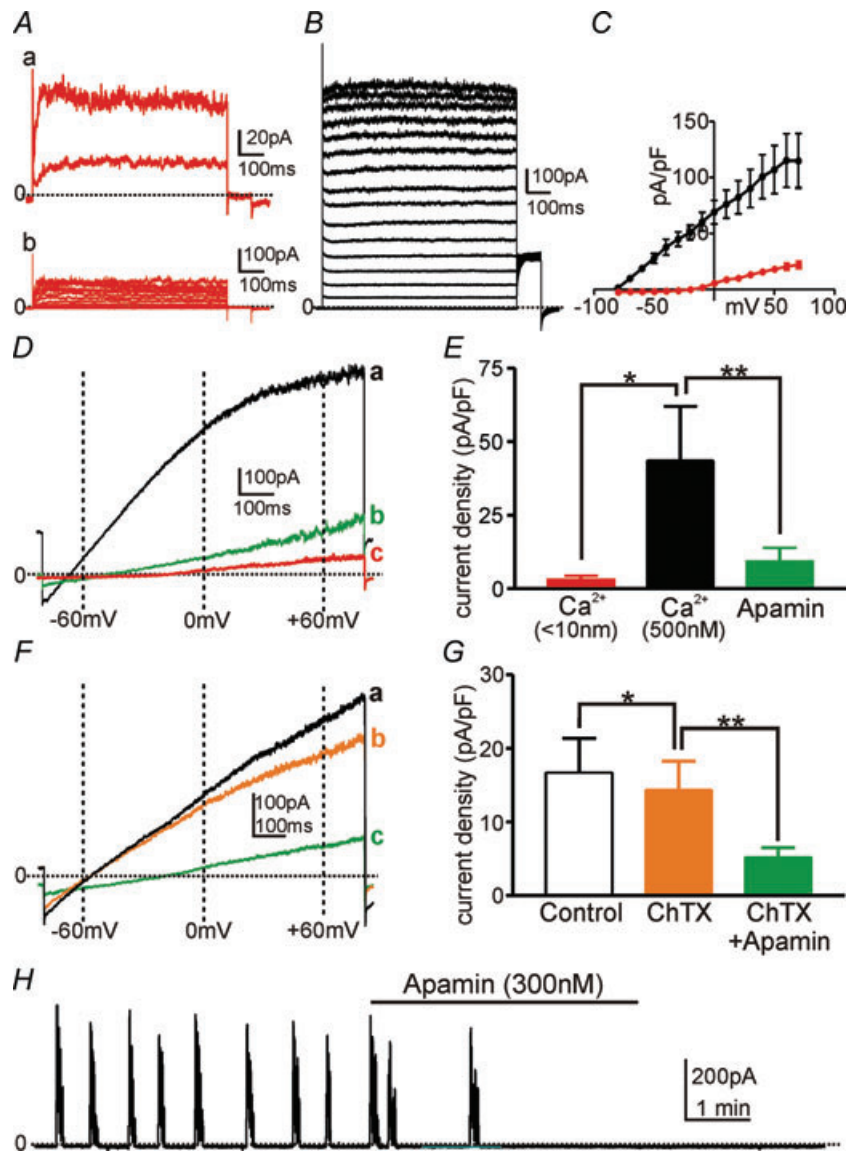 A
B
C
a
20pA
100ms
0
b
100pA
100ms
0
100pA
100ms
0
150
100
50
pA/pF
-100
-50
mV
50
100
D
a
b
c
100pA
100ms
0
-60mV
0mV
+60mV
E
75
50
25
0
current density (pA/pF)
*
**
Ca²⁺
(<10nm)
Ca²⁺
(500nM)
Apamin
F
a
b
c
100pA
100ms
0
-60mV
0mV
+60mV
G
30
20
10
0
current density (pA/pF)
*
**
Control
ChTX
ChTX
+Apamin
H
Apamin (300nM)
200pA
1 min
0